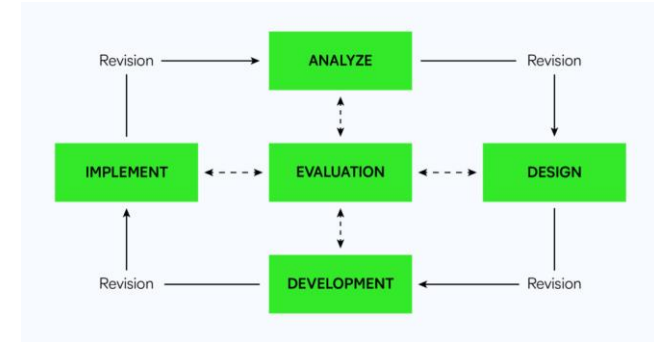 Revision
ANALYZE
Revision
IMPLEMENT
EVALUATION
DESIGN
Revision
DEVELOPMENT
Revision